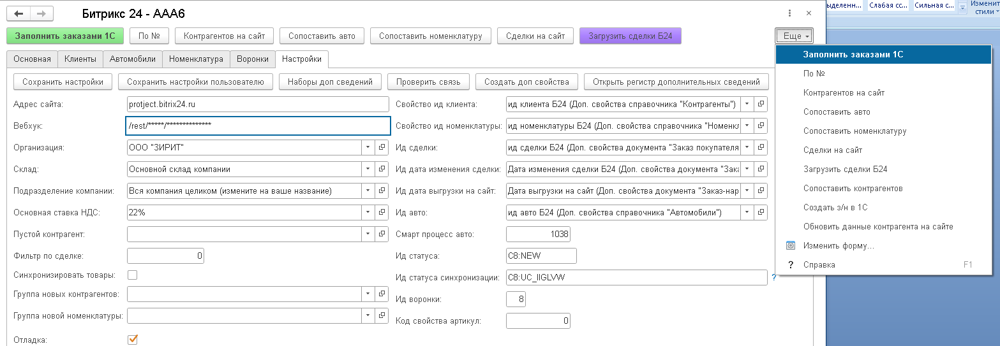 Битрикс 24 - ААА6
Заполнить заказами 1С По № Контрагентов на сайт Сопоставить авто Сопоставить номенклатуру Сделки на сайт Загрузить сделки Б24 Еще
Основная Клиенты Автомобили Номенклатура Воронки Настройки
Сохранить настройки Сохранить настройки пользователю Наборы доп сведений Проверить связь Создать доп свойства Открыть регистр дополнительных сведений
Адрес сайта: protject.bitrix24.ru
Вебхук: /rest/*****/**************
Организация: ООО "ЗИРИТ"
Склад: Основной склад компании
Подразделение компании: Вся компания целиком (измените на ваше название)
Основная ставка НДС: 22%
Пустой контрагент:
Фильтр по сделке: 0
Синхронизировать товары:
Группа новых контрагентов:
Группа новой номенклатуры:
Отладка:
Свойство ид клиента: ид клиента Б24 (Доп. свойства справочника "Контрагенты")
Свойство ид номенклатуры: ид номенклатуры Б24 (Доп. свойства справочника "Номенкл
Ид сделки: ид сделки Б24 (Доп. свойства документа "Заказ покупателя
Ид дата изменения сделки: Дата изменения сделки Б24 (Доп. свойства документа "Зака
Ид дата выгрузки на сайт: Дата выгрузки на сайт (Доп. свойства документа "Заказ-нар
Ид авто: ид авто Б24 (Доп. свойства справочника "Автомобили")
Смарт процесс авто: 1038
Ид статуса: C8:NEW
Ид статуса синхронизации: C8:UC_IIGLVW ?
Ид воронки: 8
Код свойства артикул: 0
Заполнить заказами 1С
По №
Контрагентов на сайт
Сопоставить авто
Сопоставить номенклатуру
Сделки на сайт
Загрузить сделки Б24
Сопоставить контрагентов
Создать з/н в 1С
Обновить данные контрагента на сайте
Изменить форму...
? Справка F1
ыделенн... Слабая сс... Сильная с... Изменит
стили